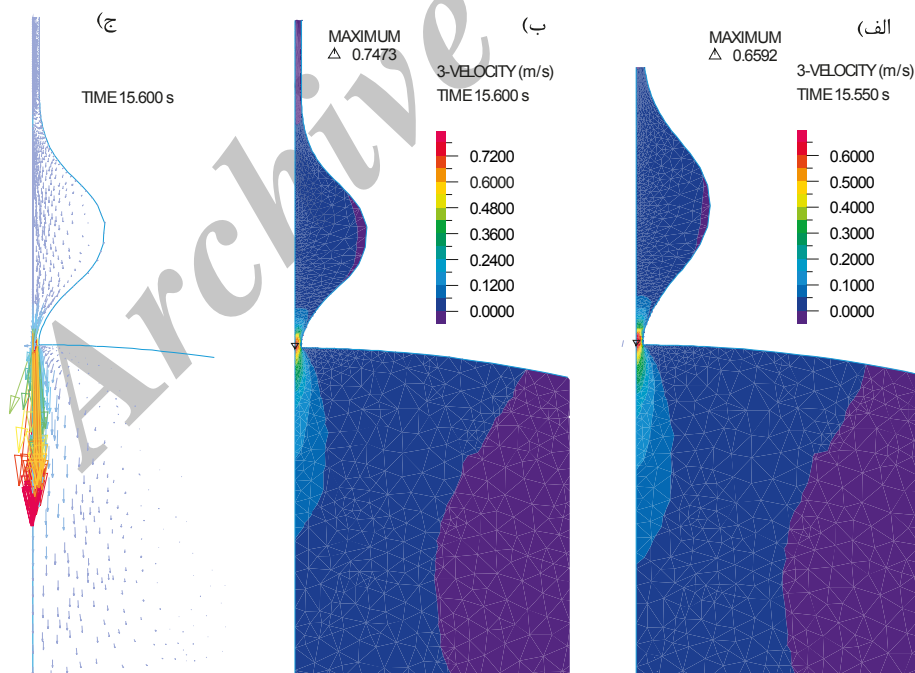 الف)
MAXIMUM
△ 0.6592
3-VELOCITY (m/s)
TIME 15.550 s
0.6000
0.5000
0.4000
0.3000
0.2000
0.1000
0.0000
ب)
MAXIMUM
△ 0.7473
3-VELOCITY (m/s)
TIME 15.600 s
0.7200
0.6000
0.4800
0.3600
0.2400
0.1200
0.0000
ج)
TIME 15.600 s
Archive